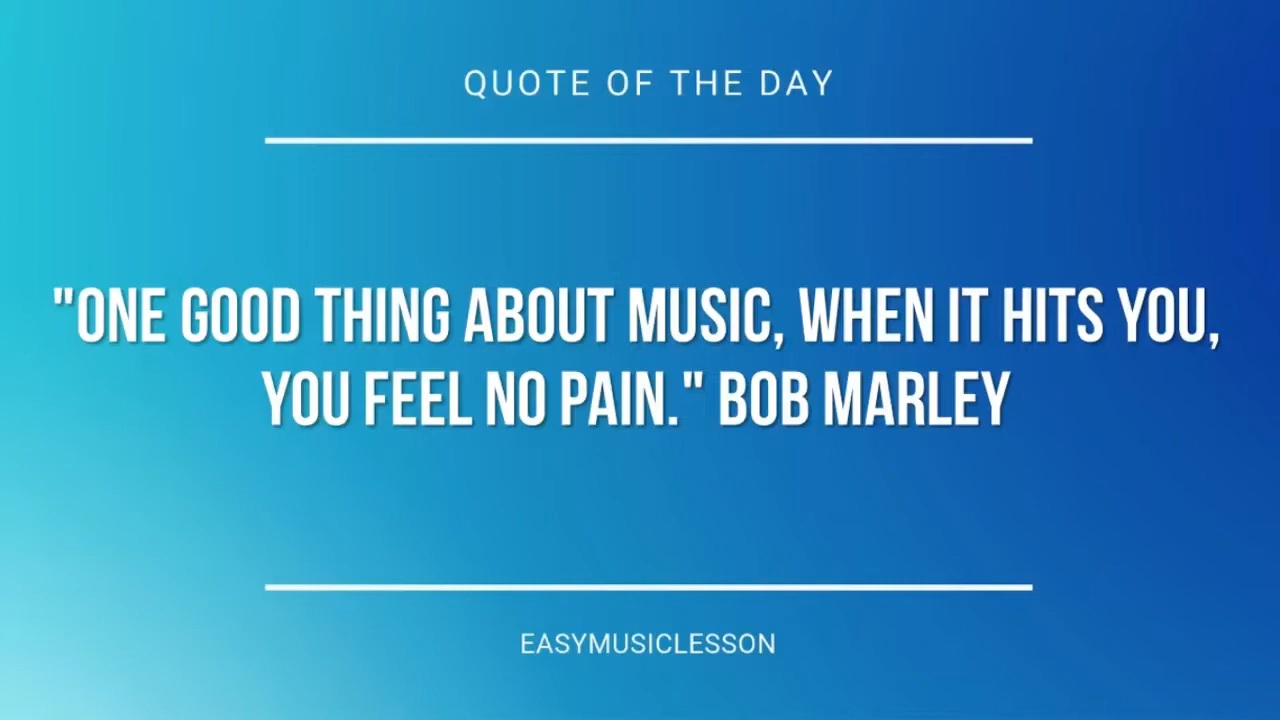 QUOTE OF THE DAY
"ONE GOOD THING ABOUT MUSIC, WHEN IT HITS YOU,
YOU FEEL NO PAIN." BOB MARLEY
EASYMUSICLESSON